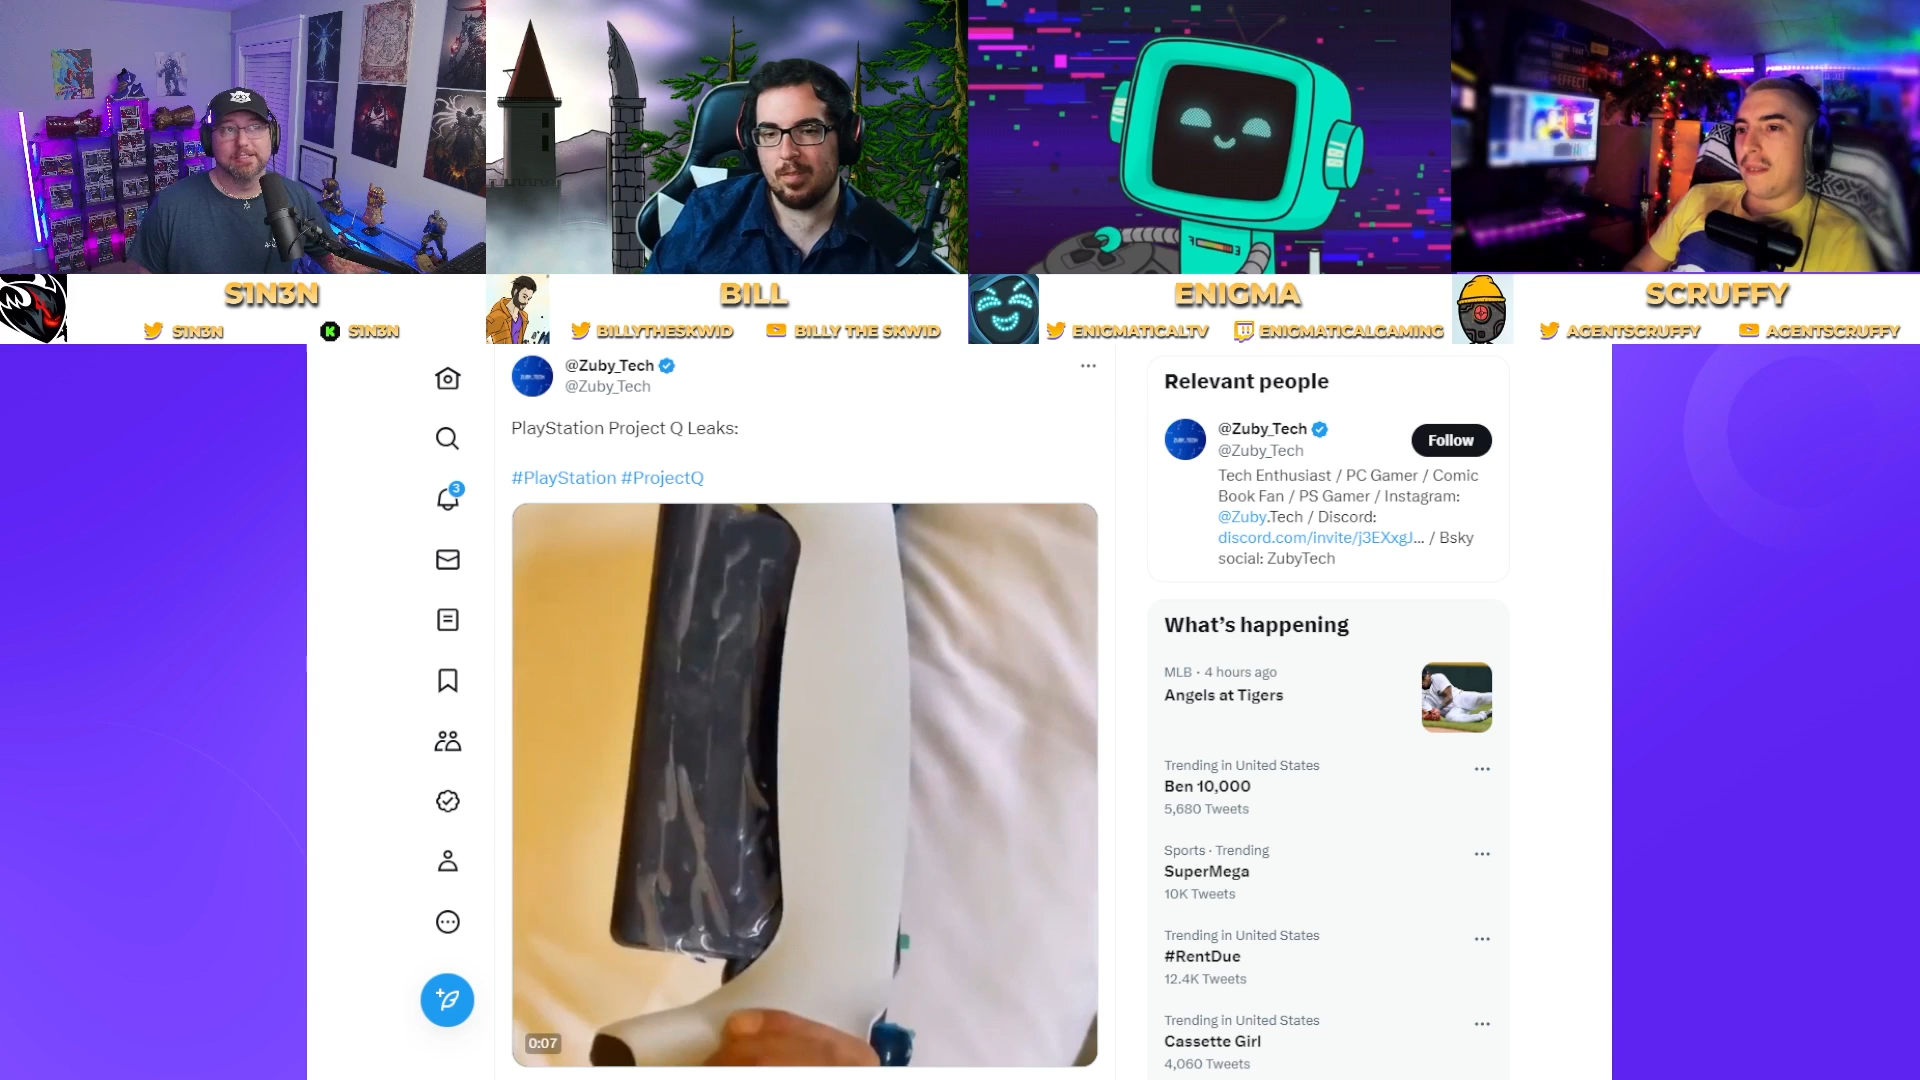 S1N3N
S1N3N
S1N3N
BILL
BILLYTHESKWID
BILLY THE SKWID
ENIGMA
ENIGMATICALTV
ENIGMATICALGAMING
SCRUFFY
AGENTSCRUFFY
AGENTSCRUFFY
3
@Zuby_Tech
@Zuby_Tech
PlayStation Project Q Leaks:
#PlayStation #ProjectQ
0:07
Relevant people
@Zuby_Tech
@Zuby_Tech
Follow
Tech Enthusiast / PC Gamer / Comic
Book Fan / PS Gamer / Instagram:
@Zuby.Tech / Discord:
discord.com/invite/j3EXxgJ... / Bsky
social: ZubyTech
What's happening
MLB · 4 hours ago
Angels at Tigers
Trending in United States
Ben 10,000
5,680 Tweets
Sports · Trending
SuperMega
10K Tweets
Trending in United States
#RentDue
12.4K Tweets
Trending in United States
Cassette Girl
4,060 Tweets